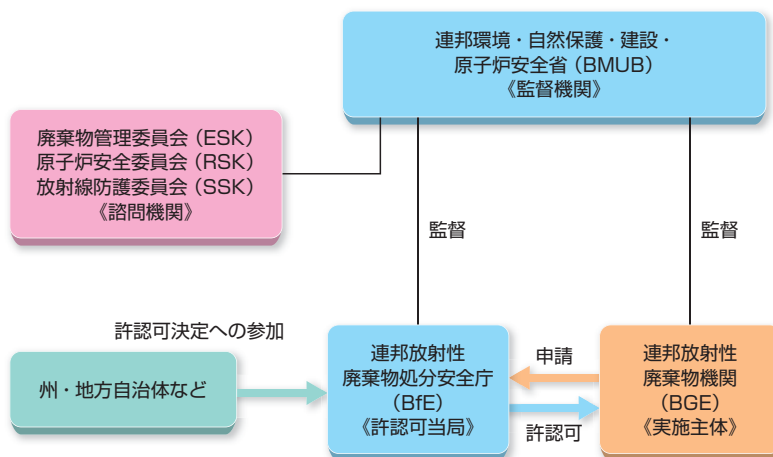 連邦環境・自然保護・建設・
原子炉安全省（BMUB）
《監督機関》
廃棄物管理委員会（ESK）
原子炉安全委員会（RSK）
放射線防護委員会（SSK）
《諮問機関》
監督
監督
許認可決定への参加
州・地方自治体など
連邦放射性
廃棄物処分安全庁
（BfE）
《許認可当局》
申請
許認可
連邦放射性
廃棄物機関
（BGE）
《実施主体》